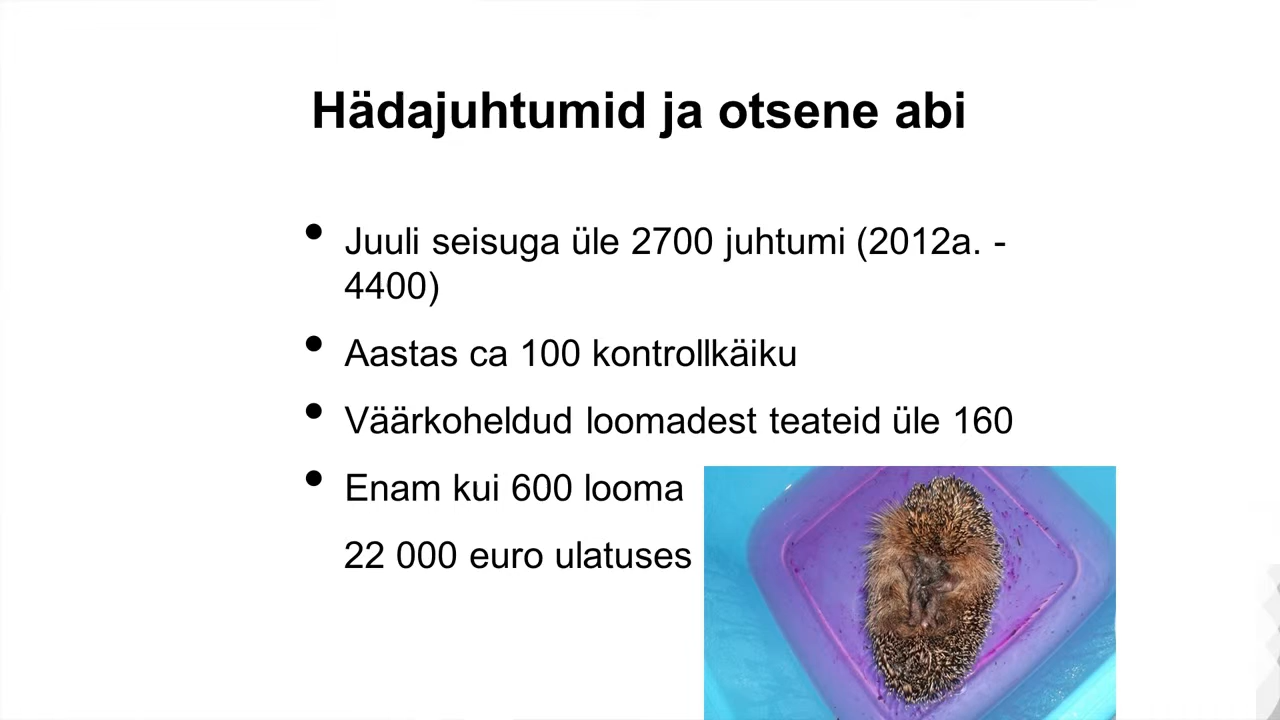 Hädajuhtumid ja otsene abi
Juuli seisuga üle 2700 juhtumi (2012a. -
4400)
Aastas ca 100 kontrollkäiku
Väärkoheldud loomadest teateid üle 160
Enam kui 600 looma
22 000 euro ulatuses